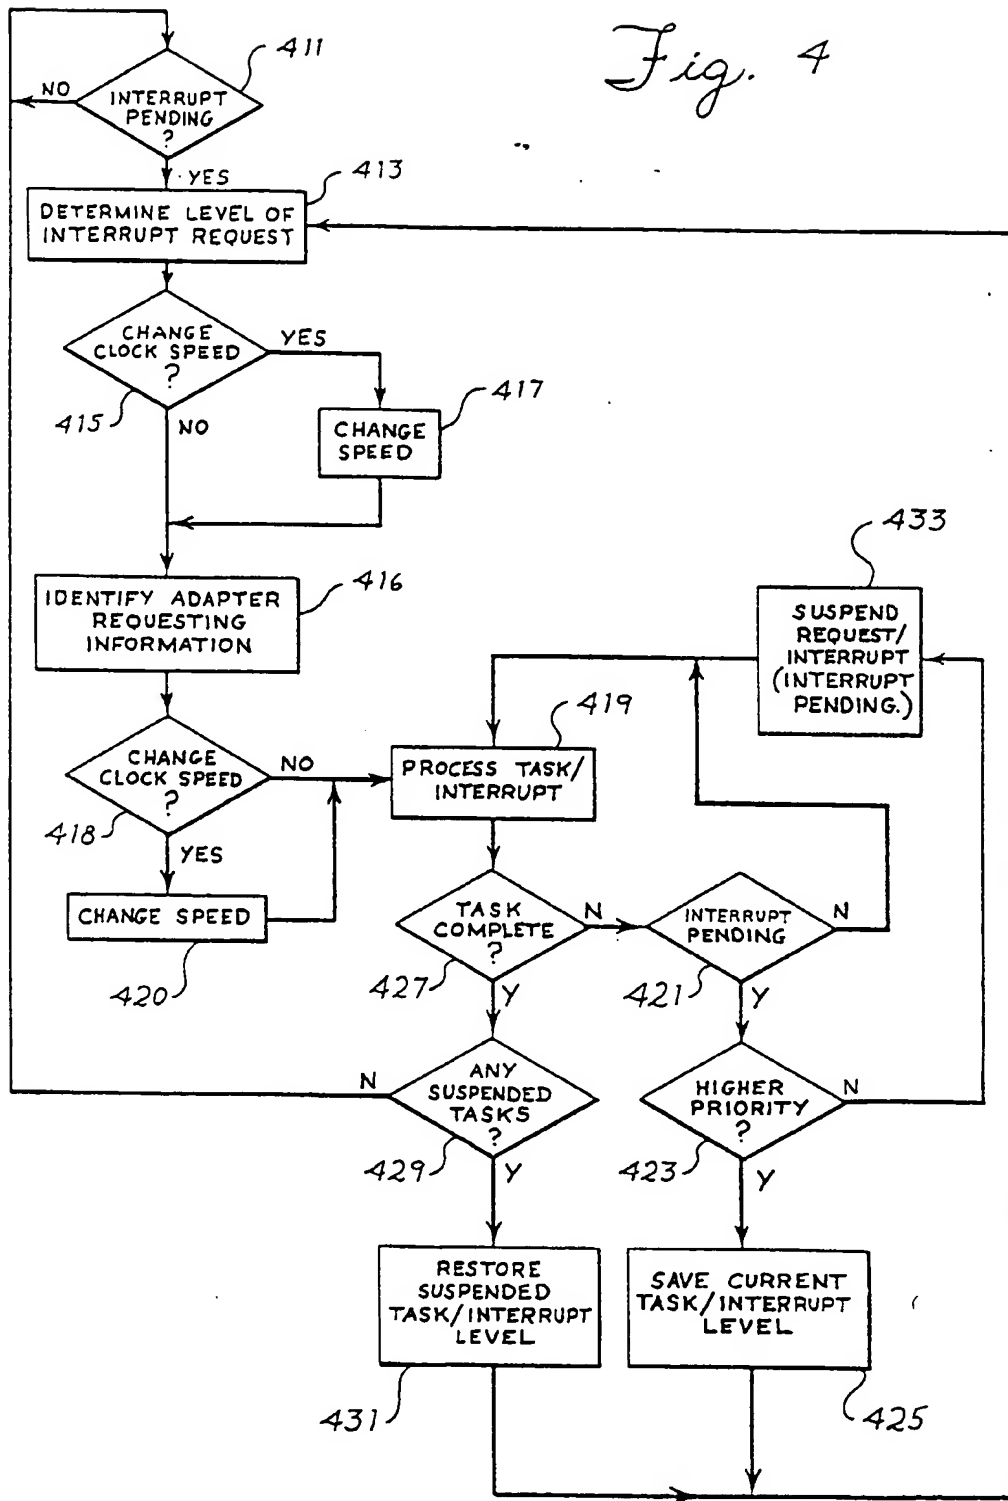 Fig. 4
411
NO
INTERRUPT
PENDING
?
YES
413
DETERMINE LEVEL OF
INTERRUPT REQUEST
CHANGE
CLOCK SPEED
?
YES
415
NO
417
CHANGE
SPEED
416
IDENTIFY ADAPTER
REQUESTING
INFORMATION
433
SUSPEND
REQUEST/
INTERRUPT
(INTERRUPT
PENDING.)
CHANGE
CLOCK SPEED
?
NO
418
YES
419
PROCESS TASK/
INTERRUPT
CHANGE SPEED
420
TASK
COMPLETE
?
N
427
Y
INTERRUPT
PENDING
N
421
Y
N
ANY
SUSPENDED
TASKS
?
429
Y
HIGHER
PRIORITY
?
N
423
Y
RESTORE
SUSPENDED
TASK/INTERRUPT
LEVEL
431
SAVE CURRENT
TASK/INTERRUPT
LEVEL
425